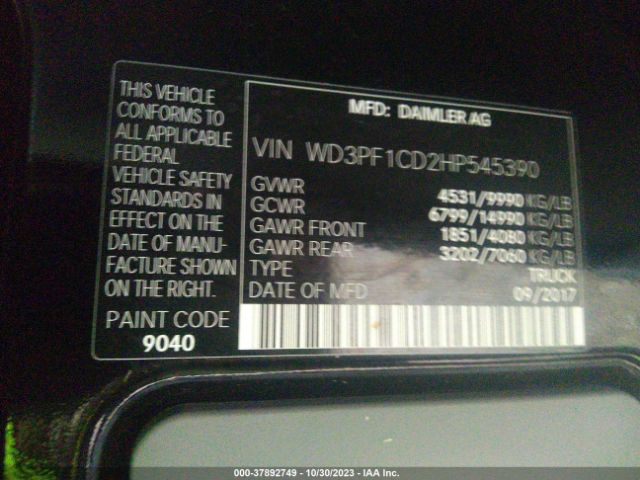 THIS VEHICLE
CONFORMS TO
ALL APPLICABLE
FEDERAL
VEHICLE SAFETY
STANDARDS IN
EFFECT ON THE
DATE OF MANU-
FACTURE SHOWN
ON THE RIGHT.
PAINT CODE
9040
MFD: DAIMLER AG
VIN WD3PF1CD2HP545390
GVWR 4531/9990 KG/LB
GCWR 6799/14990 KG/LB
GAWR FRONT 1851/4080 KG/LB
GAWR REAR 3202/7060 KG/LB
TYPE TRUCK
DATE OF MFD 09/2017
000-37892749 - 10/30/2023 - IAA Inc.